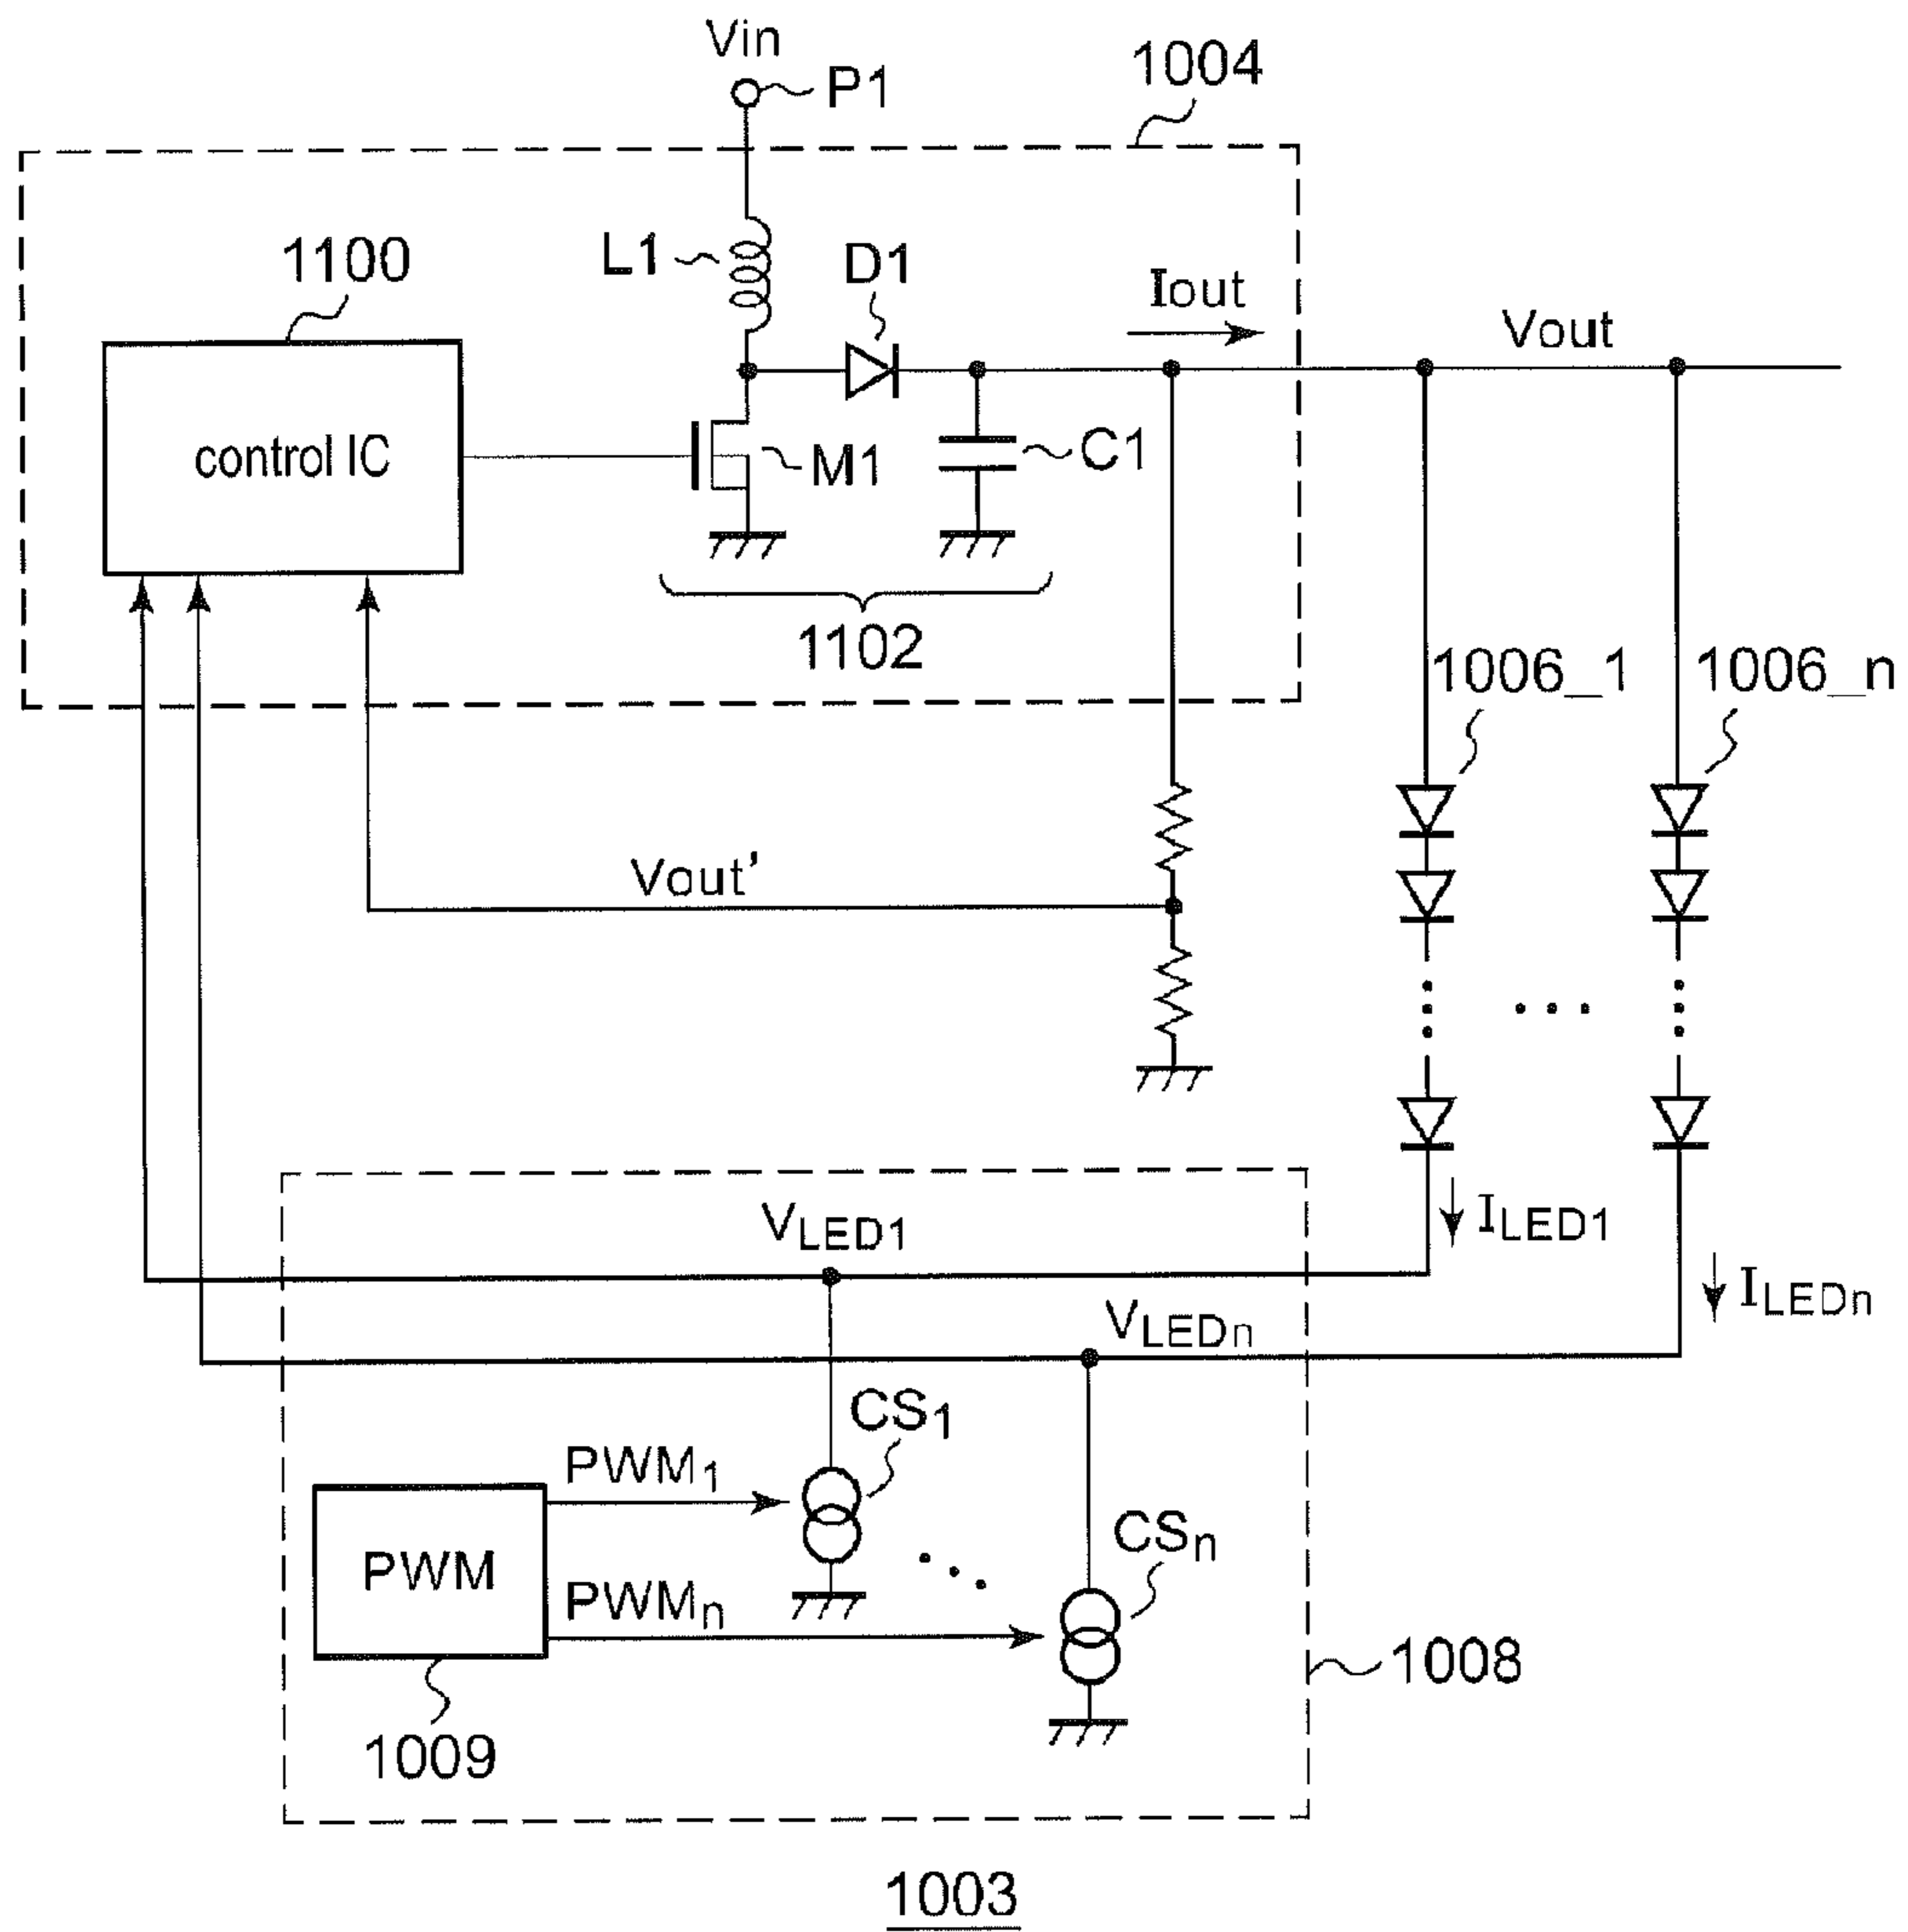 Vin
P1
1004
1100
L1
D1
Iout
Vout
control IC
M1
C1
1102
1006_1
1006_n
Vout'
VLED1
ILED1
VLEDn
ILEDn
CS1
PWM1
PWM
CSn
PWMn
1008
1009
1003